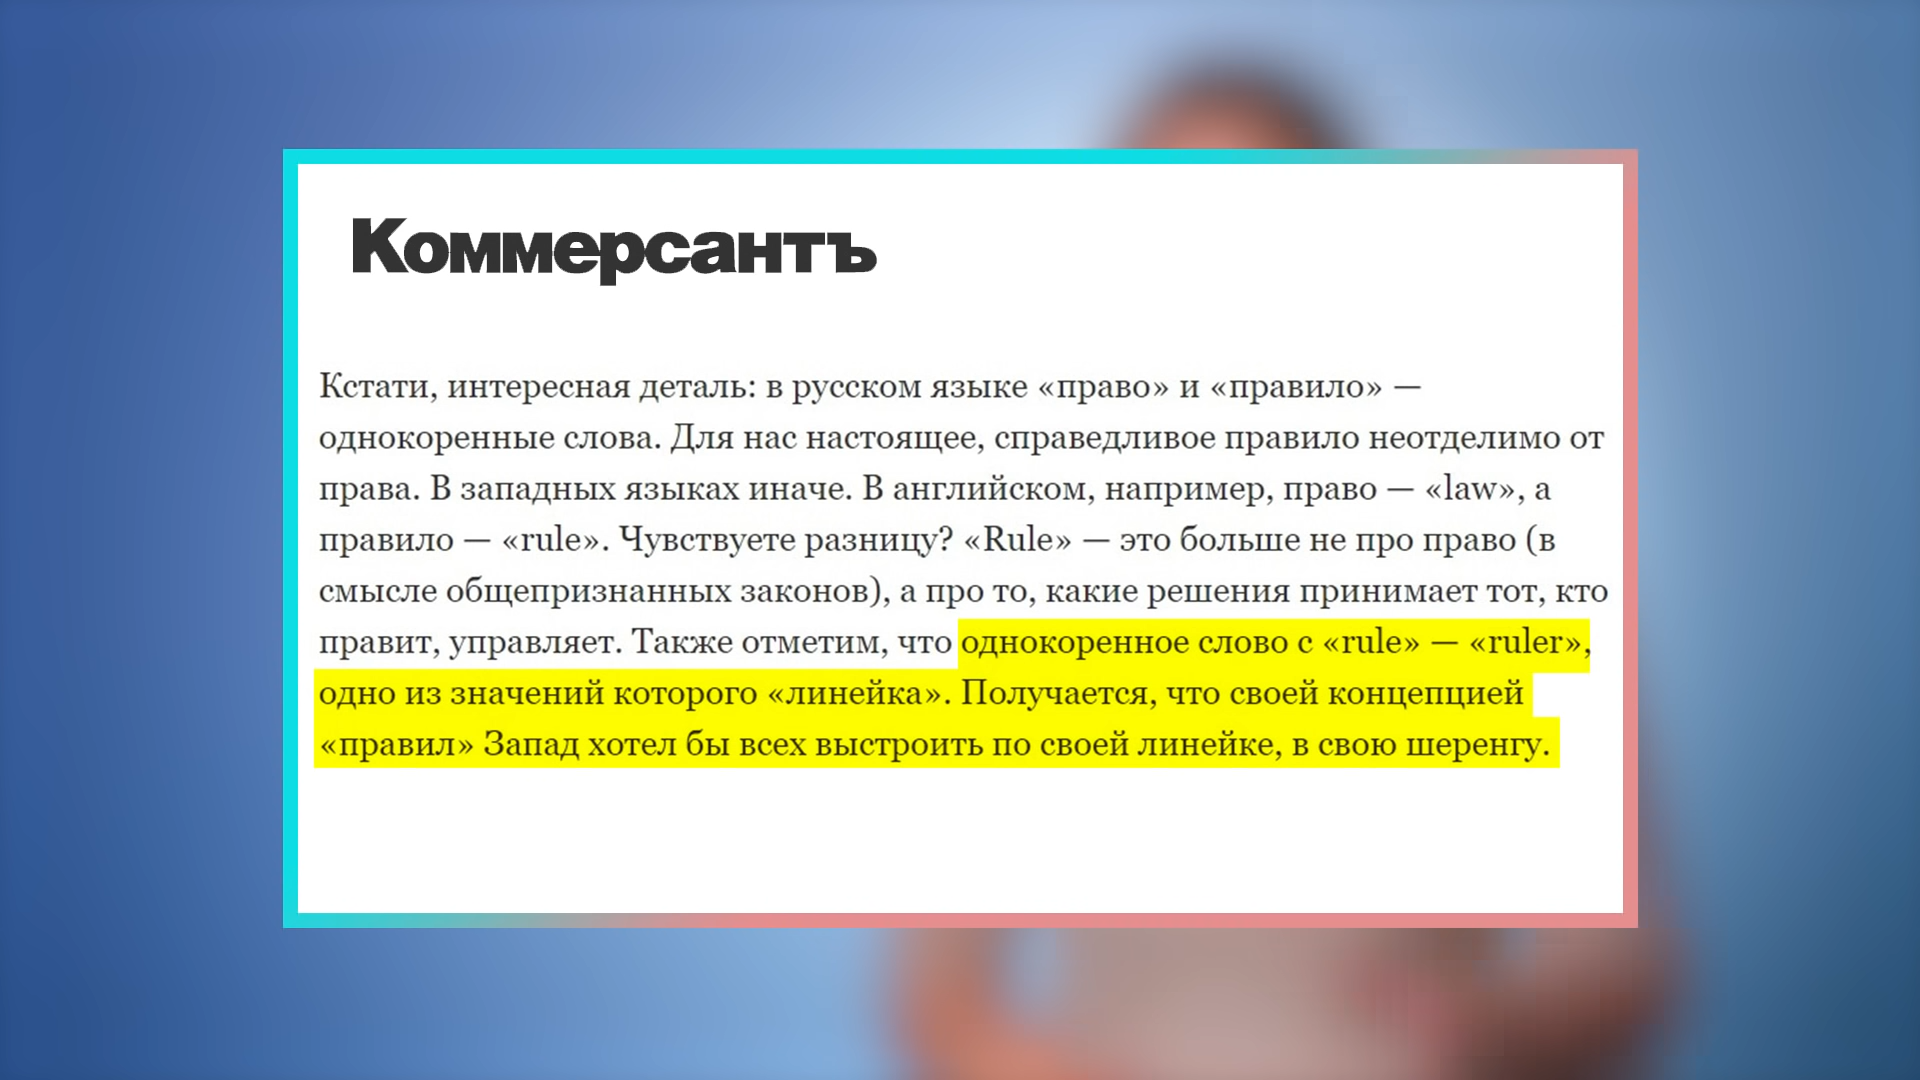 Коммерсантъ
Кстати, интересная деталь: в русском языке «право» и «правило» —
однокоренные слова. Для нас настоящее, справедливое правило неотделимо от
права. В западных языках иначе. В английском, например, право — «law», а
правило — «rule». Чувствуете разницу? «Rule» — это больше не про право (в
смысле общепризнанных законов), а про то, какие решения принимает тот, кто
правит, управляет. Также отметим, что однокоренное слово с «rule» — «ruler»,
одно из значений которого «линейка». Получается, что своей концепцией
«правил» Запад хотел бы всех выстроить по своей линейке, в свою шеренгу.